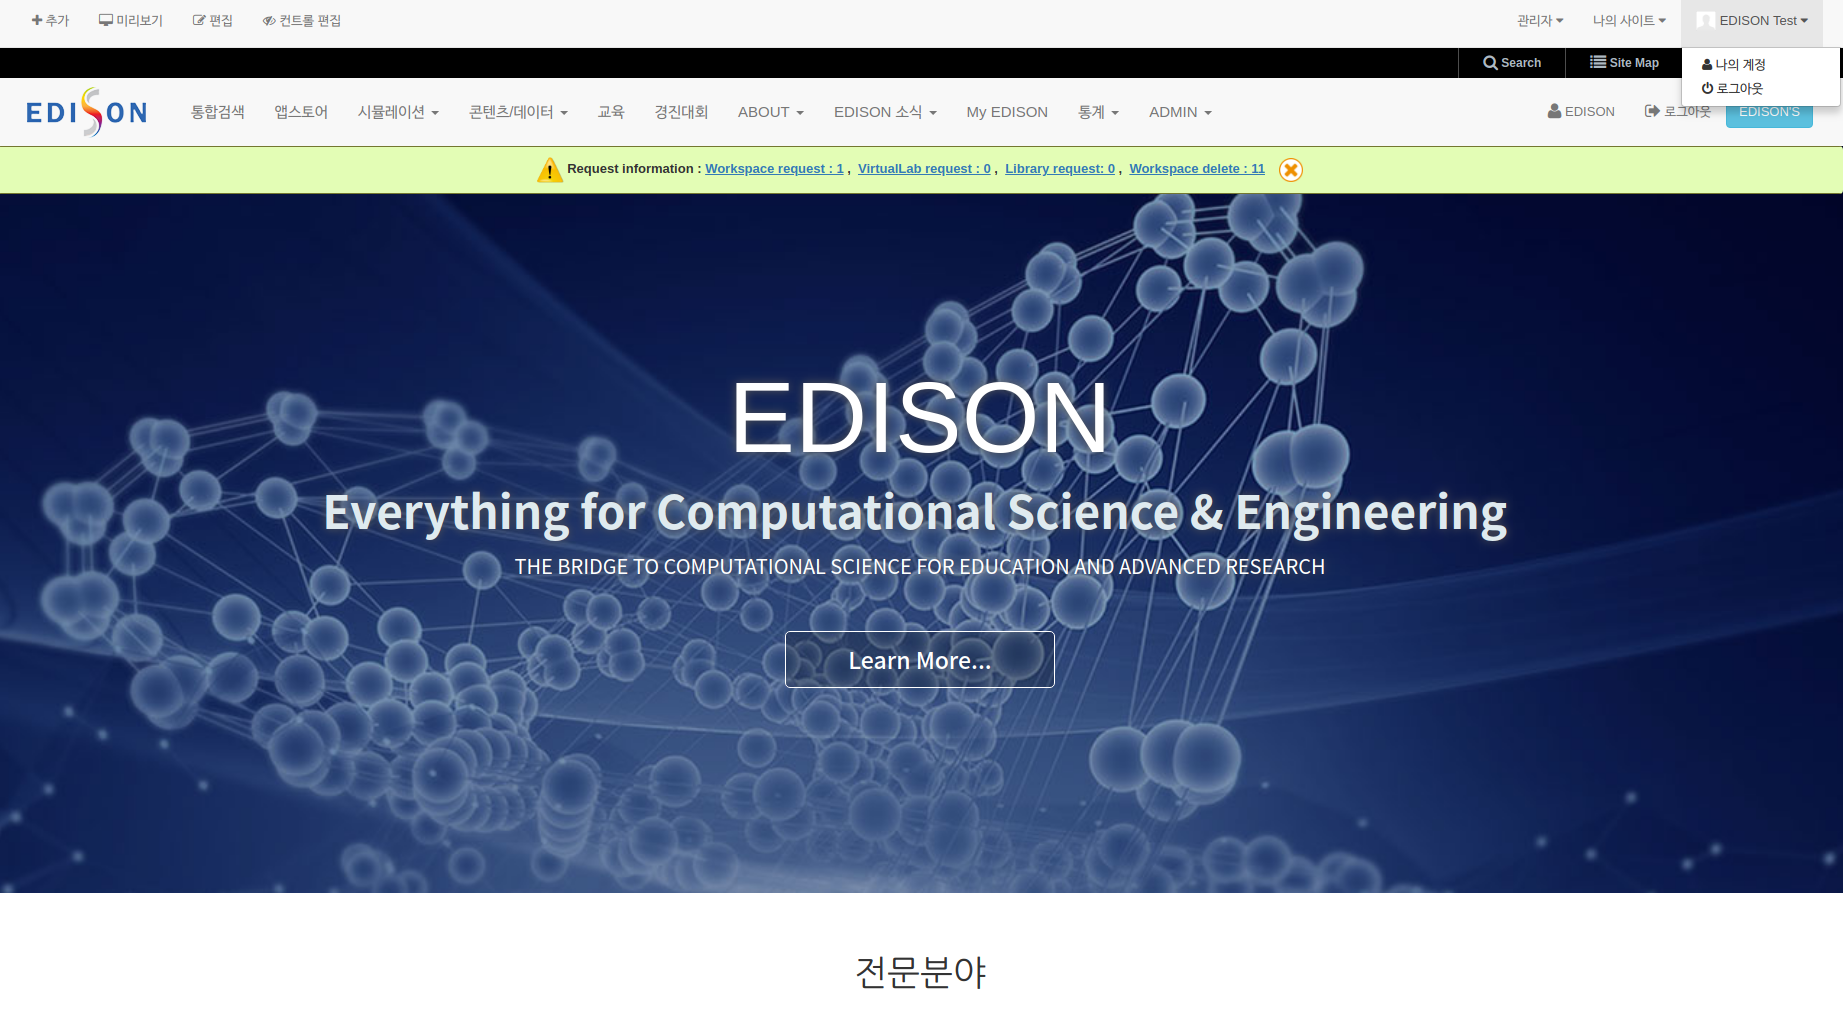 추가 미리보기 편집 컨트롤 편집 관리자 나의 사이트 EDISON Test
Search Site Map
나의 계정
로그아웃
EDISON 통합검색 앱스토어 시뮬레이션 콘텐츠/데이터 교육 경진대회 ABOUT EDISON 소식 My EDISON 통계 ADMIN EDISON 로그아웃 EDISON'S
Request information : Workspace request : 1 , VirtualLab request : 0 , Library request: 0 , Workspace delete : 11
EDISON
Everything for Computational Science & Engineering
THE BRIDGE TO COMPUTATIONAL SCIENCE FOR EDUCATION AND ADVANCED RESEARCH
Learn More...
전문분야